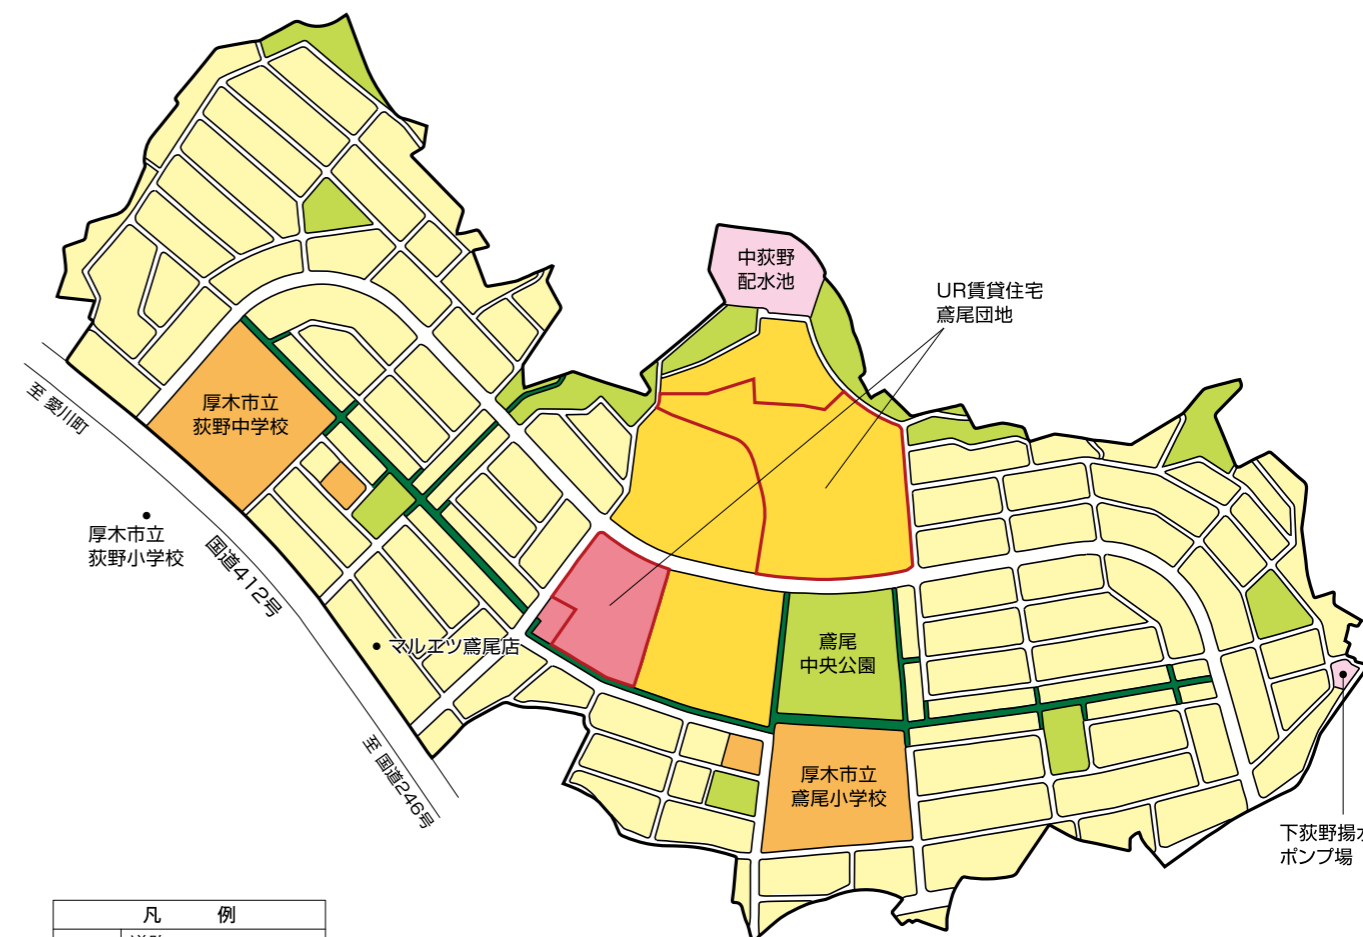 中荻野
配水池
UR賃貸住宅
鳶尾団地
厚木市立
荻野中学校
至 愛川町
厚木市立
荻野小学校
国道412号
マルエツ鳶尾店
鳶尾
中央公園
至 国道246号
厚木市立
鳶尾小学校
下荻野揚
ポンプ場
凡 例